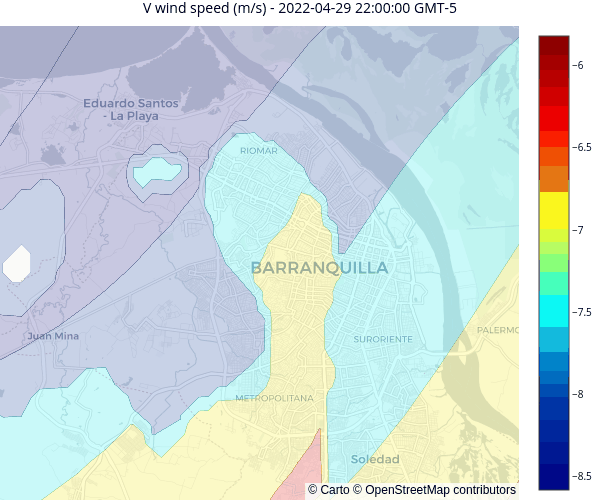 V wind speed (m/s) - 2022-04-29 22:00:00 GMT-5
−6
−6.5
−7
−7.5
−8
−8.5
Eduardo Santos
- La Playa
RIOMAR
BARRANQUILLA
Juan Mina
SURORIENTE
PALERMO
METROPOLITANA
Soledad
© Carto © OpenStreetMap contributors